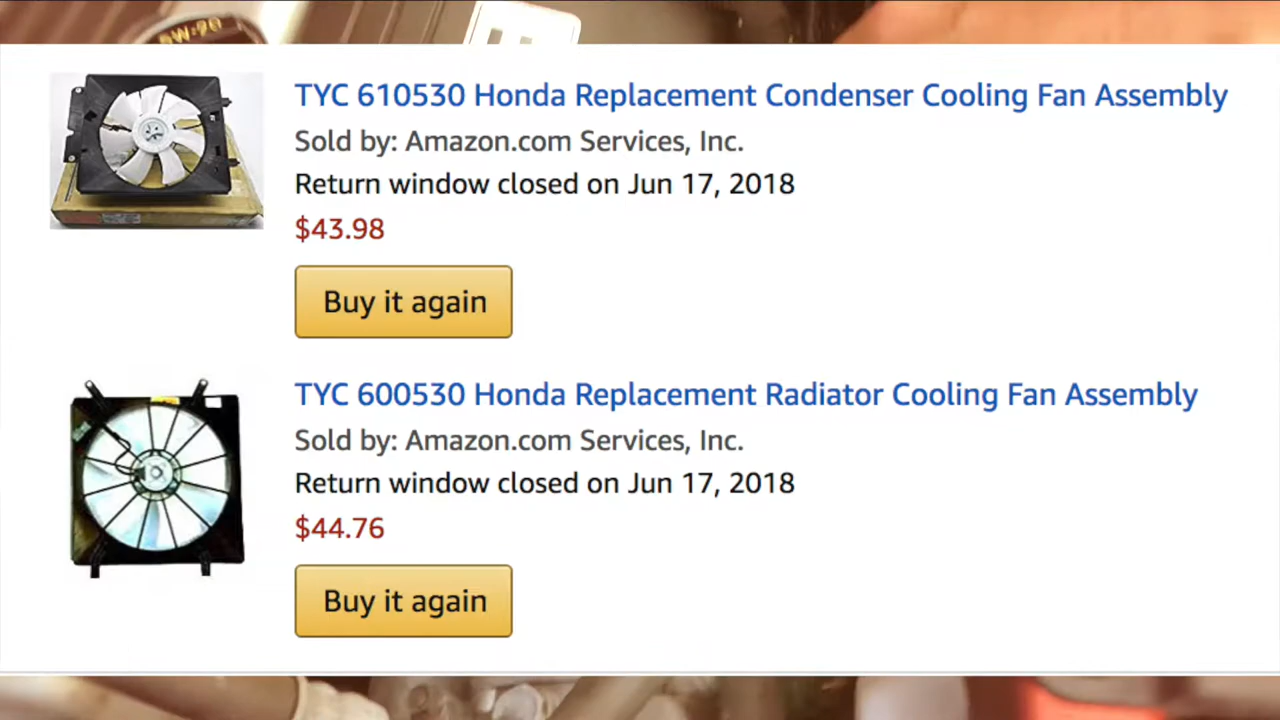 5W-20
TYC 610530 Honda Replacement Condenser Cooling Fan Assembly
Sold by: Amazon.com Services, Inc.
Return window closed on Jun 17, 2018
$43.98
Buy it again
TYC 600530 Honda Replacement Radiator Cooling Fan Assembly
Sold by: Amazon.com Services, Inc.
Return window closed on Jun 17, 2018
$44.76
Buy it again